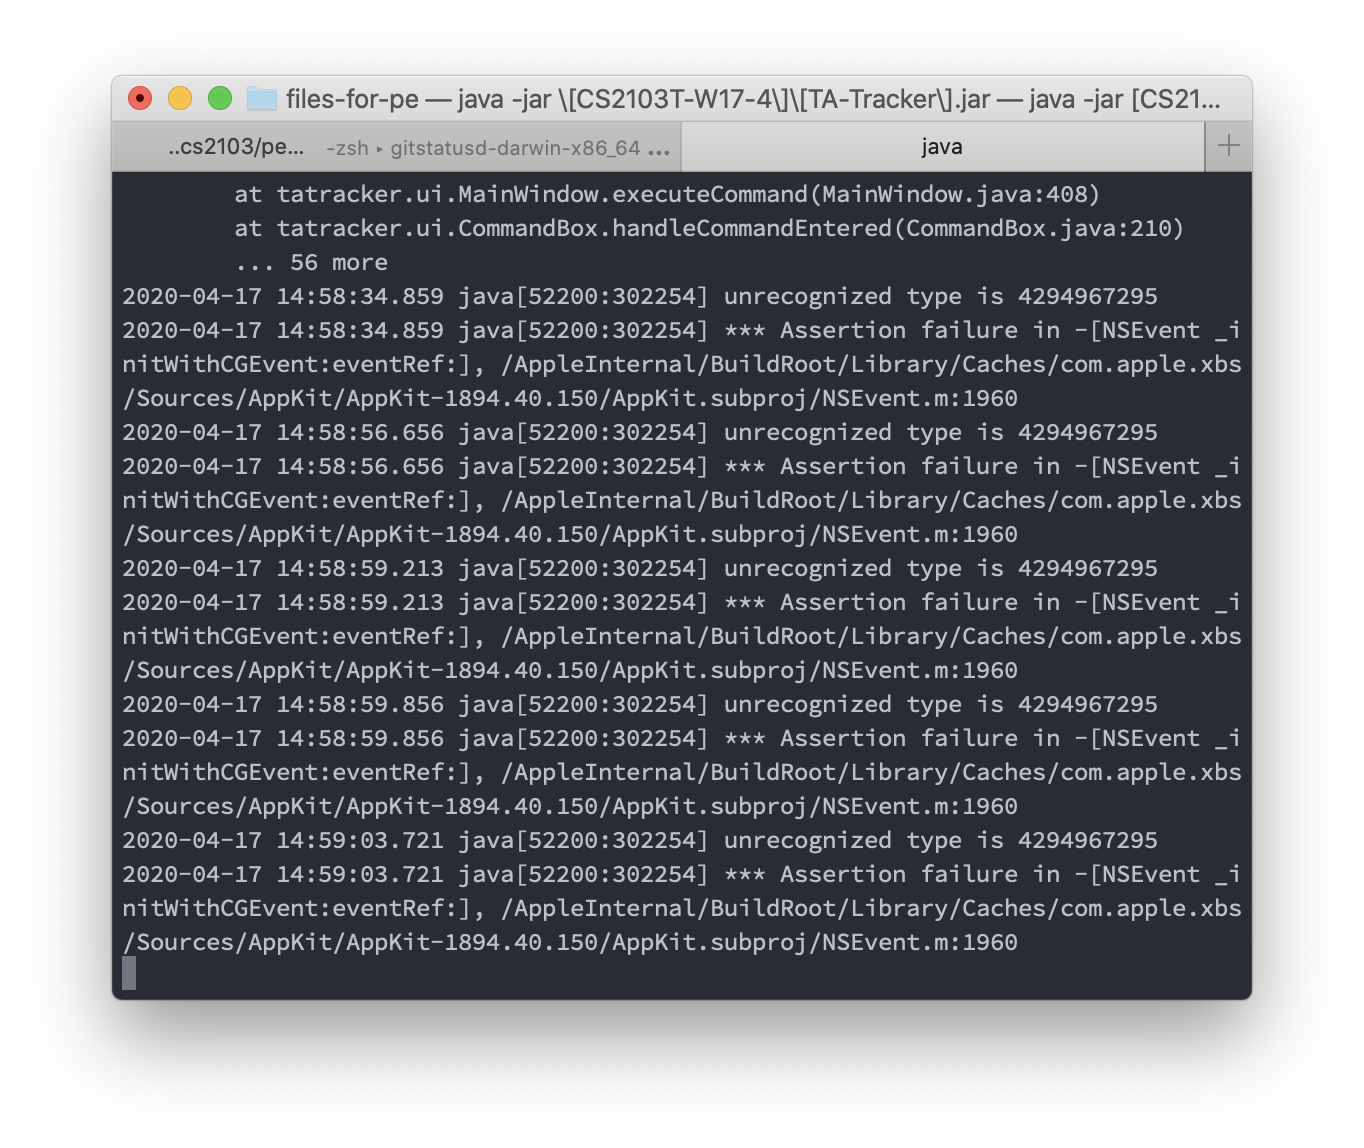 files-for-pe — java -jar \[CS2103T-W17-4\]\[TA-Tracker\].jar — java -jar [CS21...
..cs2103/pe... -zsh ▸ gitstatusd-darwin-x86_64 ...
java
+
at tatracker.ui.MainWindow.executeCommand(MainWindow.java:408)
at tatracker.ui.CommandBox.handleCommandEntered(CommandBox.java:210)
... 56 more
2020-04-17 14:58:34.859 java[52200:302254] unrecognized type is 4294967295
2020-04-17 14:58:34.859 java[52200:302254] *** Assertion failure in -[NSEvent _i
nitWithCGEvent:eventRef:], /AppleInternal/BuildRoot/Library/Caches/com.apple.xbs
/Sources/AppKit/AppKit-1894.40.150/AppKit.subproj/NSEvent.m:1960
2020-04-17 14:58:56.656 java[52200:302254] unrecognized type is 4294967295
2020-04-17 14:58:56.656 java[52200:302254] *** Assertion failure in -[NSEvent _i
nitWithCGEvent:eventRef:], /AppleInternal/BuildRoot/Library/Caches/com.apple.xbs
/Sources/AppKit/AppKit-1894.40.150/AppKit.subproj/NSEvent.m:1960
2020-04-17 14:58:59.213 java[52200:302254] unrecognized type is 4294967295
2020-04-17 14:58:59.213 java[52200:302254] *** Assertion failure in -[NSEvent _i
nitWithCGEvent:eventRef:], /AppleInternal/BuildRoot/Library/Caches/com.apple.xbs
/Sources/AppKit/AppKit-1894.40.150/AppKit.subproj/NSEvent.m:1960
2020-04-17 14:58:59.856 java[52200:302254] unrecognized type is 4294967295
2020-04-17 14:58:59.856 java[52200:302254] *** Assertion failure in -[NSEvent _i
nitWithCGEvent:eventRef:], /AppleInternal/BuildRoot/Library/Caches/com.apple.xbs
/Sources/AppKit/AppKit-1894.40.150/AppKit.subproj/NSEvent.m:1960
2020-04-17 14:59:03.721 java[52200:302254] unrecognized type is 4294967295
2020-04-17 14:59:03.721 java[52200:302254] *** Assertion failure in -[NSEvent _i
nitWithCGEvent:eventRef:], /AppleInternal/BuildRoot/Library/Caches/com.apple.xbs
/Sources/AppKit/AppKit-1894.40.150/AppKit.subproj/NSEvent.m:1960